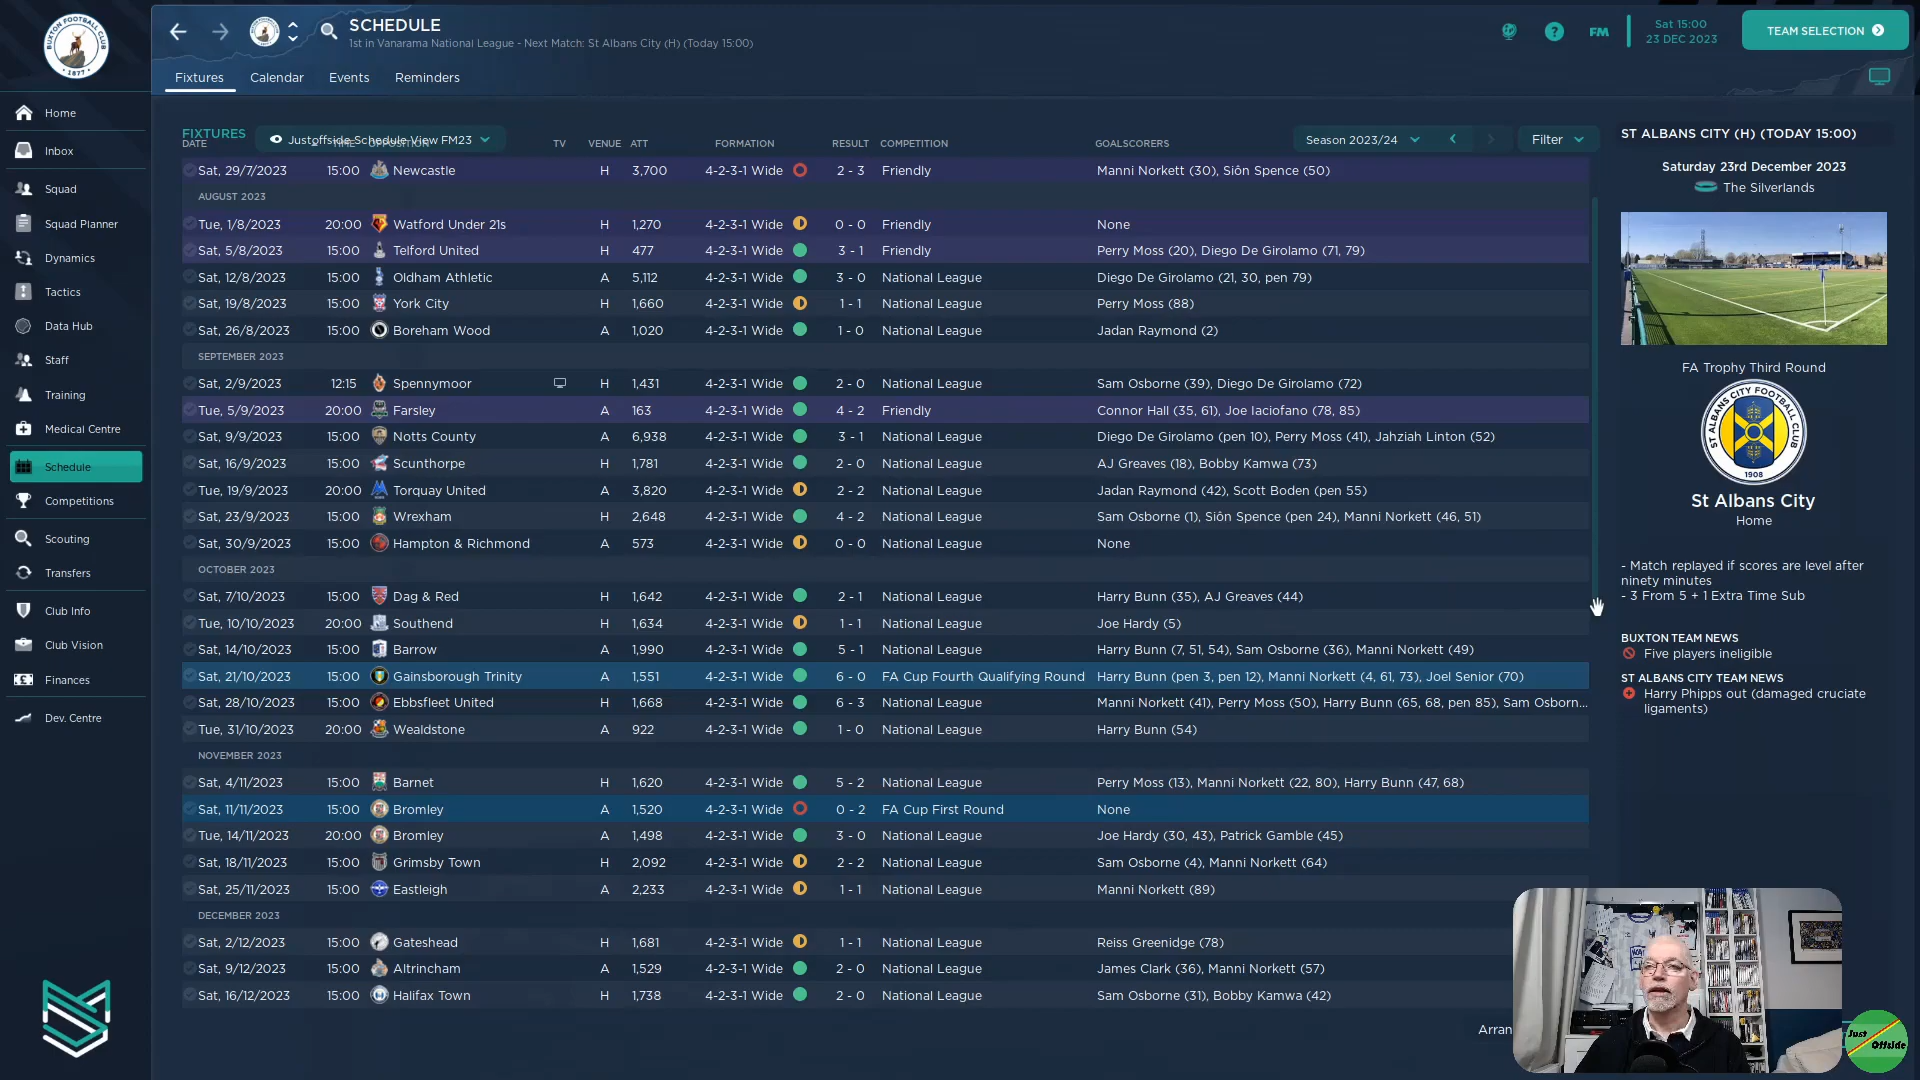 BUXTON FOOTBALL CLUB
• 1877 •
SCHEDULE
1st in Vanarama National League - Next Match: St Albans City (H) (Today 15:00)
FM
Sat 15:00
23 DEC 2023
TEAM SELECTION
Fixtures Calendar Events Reminders
Home
Inbox
Squad
Squad Planner
Dynamics
Tactics
Data Hub
Staff
Training
Medical Centre
Schedule
Competitions
Scouting
Transfers
Club Info
Club Vision
Finances
Dev. Centre
FIXTURES Justoffside Schedule View FM23 Season 2023/24 Filter
DATE TIME OPPOSITION TV VENUE ATT FORMATION RESULT COMPETITION GOALSCORERS
Sat, 29/7/2023 15:00 Newcastle H 3,700 4-2-3-1 Wide 2 - 3 Friendly Manni Norkett (30), Siôn Spence (50)
AUGUST 2023
Tue, 1/8/2023 20:00 Watford Under 21s H 1,270 4-2-3-1 Wide 0 - 0 Friendly None
Sat, 5/8/2023 15:00 Telford United H 477 4-2-3-1 Wide 3 - 1 Friendly Perry Moss (20), Diego De Girolamo (71, 79)
Sat, 12/8/2023 15:00 Oldham Athletic A 5,112 4-2-3-1 Wide 3 - 0 National League Diego De Girolamo (21, 30, pen 79)
Sat, 19/8/2023 15:00 York City H 1,660 4-2-3-1 Wide 1 - 1 National League Perry Moss (88)
Sat, 26/8/2023 15:00 Boreham Wood A 1,020 4-2-3-1 Wide 1 - 0 National League Jadan Raymond (2)
SEPTEMBER 2023
Sat, 2/9/2023 12:15 Spennymoor H 1,431 4-2-3-1 Wide 2 - 0 National League Sam Osborne (39), Diego De Girolamo (72)
Tue, 5/9/2023 20:00 Farsley A 163 4-2-3-1 Wide 4 - 2 Friendly Connor Hall (35, 61), Joe Iaciofano (78, 85)
Sat, 9/9/2023 15:00 Notts County A 6,938 4-2-3-1 Wide 3 - 1 National League Diego De Girolamo (pen 10), Perry Moss (41), Jahziah Linton (52)
Sat, 16/9/2023 15:00 Scunthorpe H 1,781 4-2-3-1 Wide 2 - 0 National League AJ Greaves (18), Bobby Kamwa (73)
Tue, 19/9/2023 20:00 Torquay United A 3,820 4-2-3-1 Wide 2 - 2 National League Jadan Raymond (42), Scott Boden (pen 55)
Sat, 23/9/2023 15:00 Wrexham H 2,648 4-2-3-1 Wide 4 - 2 National League Sam Osborne (1), Siôn Spence (pen 24), Manni Norkett (46, 51)
Sat, 30/9/2023 15:00 Hampton & Richmond A 573 4-2-3-1 Wide 0 - 0 National League None
OCTOBER 2023
Sat, 7/10/2023 15:00 Dag & Red H 1,642 4-2-3-1 Wide 2 - 1 National League Harry Bunn (35), AJ Greaves (44)
Tue, 10/10/2023 20:00 Southend H 1,634 4-2-3-1 Wide 1 - 1 National League Joe Hardy (5)
Sat, 14/10/2023 15:00 Barrow A 1,990 4-2-3-1 Wide 5 - 1 National League Harry Bunn (7, 51, 54), Sam Osborne (36), Manni Norkett (49)
Sat, 21/10/2023 15:00 Gainsborough Trinity A 1,551 4-2-3-1 Wide 6 - 0 FA Cup Fourth Qualifying Round Harry Bunn (pen 3, pen 12), Manni Norkett (4, 61, 73), Joel Senior (70)
Sat, 28/10/2023 15:00 Ebbsfleet United H 1,668 4-2-3-1 Wide 6 - 3 National League Manni Norkett (41), Perry Moss (50), Harry Bunn (65, 68, pen 85), Sam Osborn...
Tue, 31/10/2023 20:00 Wealdstone A 922 4-2-3-1 Wide 1 - 0 National League Harry Bunn (54)
NOVEMBER 2023
Sat, 4/11/2023 15:00 Barnet H 1,620 4-2-3-1 Wide 5 - 2 National League Perry Moss (13), Manni Norkett (22, 80), Harry Bunn (47, 68)
Sat, 11/11/2023 15:00 Bromley A 1,520 4-2-3-1 Wide 0 - 2 FA Cup First Round None
Tue, 14/11/2023 20:00 Bromley A 1,498 4-2-3-1 Wide 3 - 0 National League Joe Hardy (30, 43), Patrick Gamble (45)
Sat, 18/11/2023 15:00 Grimsby Town H 2,092 4-2-3-1 Wide 2 - 2 National League Sam Osborne (4), Manni Norkett (64)
Sat, 25/11/2023 15:00 Eastleigh A 2,233 4-2-3-1 Wide 1 - 1 National League Manni Norkett (89)
DECEMBER 2023
Sat, 2/12/2023 15:00 Gateshead H 1,681 4-2-3-1 Wide 1 - 1 National League Reiss Greenidge (78)
Sat, 9/12/2023 15:00 Altrincham A 1,529 4-2-3-1 Wide 2 - 0 National League James Clark (36), Manni Norkett (57)
Sat, 16/12/2023 15:00 Halifax Town H 1,738 4-2-3-1 Wide 2 - 0 National League Sam Osborne (31), Bobby Kamwa (42)
Arran
ST ALBANS CITY (H) (TODAY 15:00)
Saturday 23rd December 2023
The Silverlands
FA Trophy Third Round
ST ALBANS CITY FOOTBALL CLUB
1908
St Albans City
Home
- Match replayed if scores are level after
ninety minutes
- 3 From 5 + 1 Extra Time Sub
BUXTON TEAM NEWS
Five players ineligible
ST ALBANS CITY TEAM NEWS
Harry Phipps out (damaged cruciate
ligaments)
Just
Offside